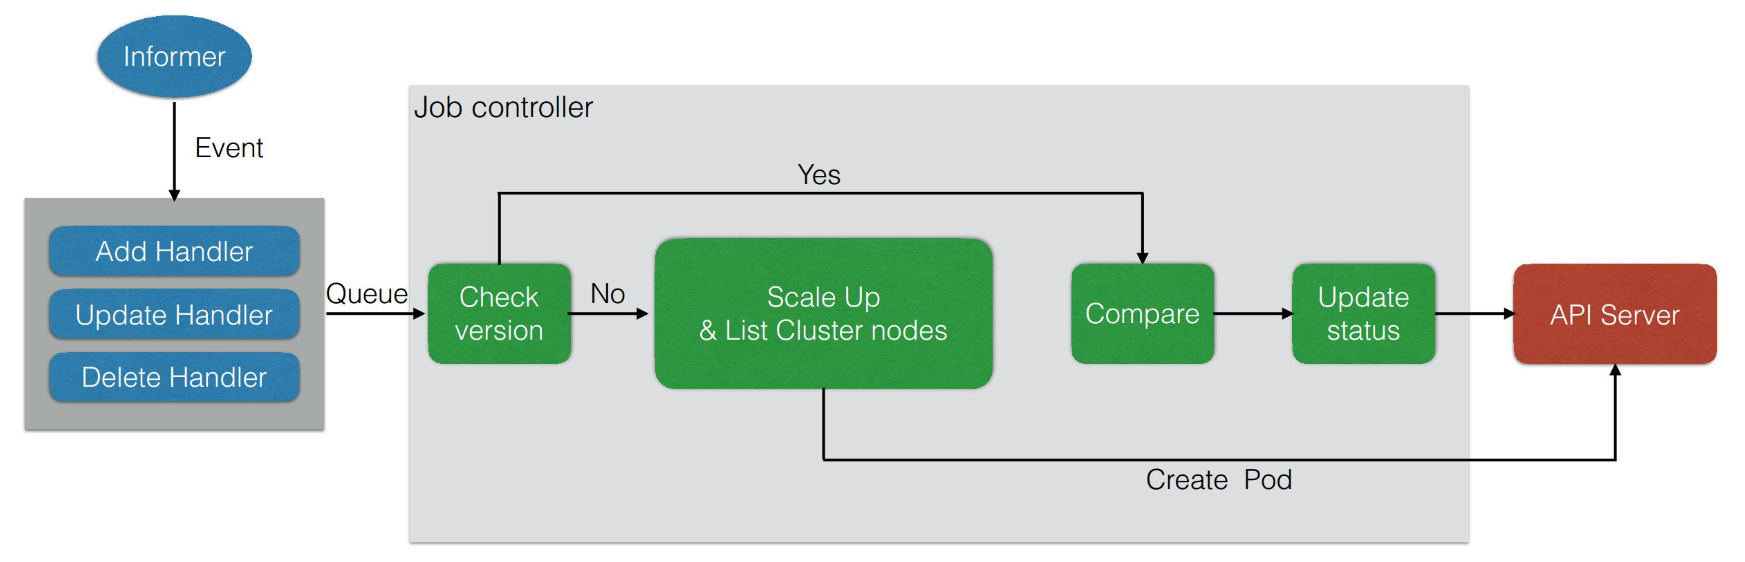 Informer
Event
Add Handler
Update Handler
Delete Handler
Queue
Job controller
Yes
Check
version
No
Scale Up
& List Cluster nodes
Compare
Update
status
API Server
Create Pod